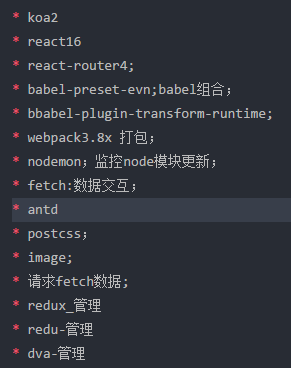 * koa2
* react16
* react-router4;
* babel-preset-evn;babel组合；
* bbabel-plugin-transform-runtime;
* webpack3.8x 打包；
* nodemon；监控node模块更新；
* fetch:数据交互；
* antd
* postcss；
* image;
* 请求fetch数据;
* redux_管理
* redu-管理
* dva-管理